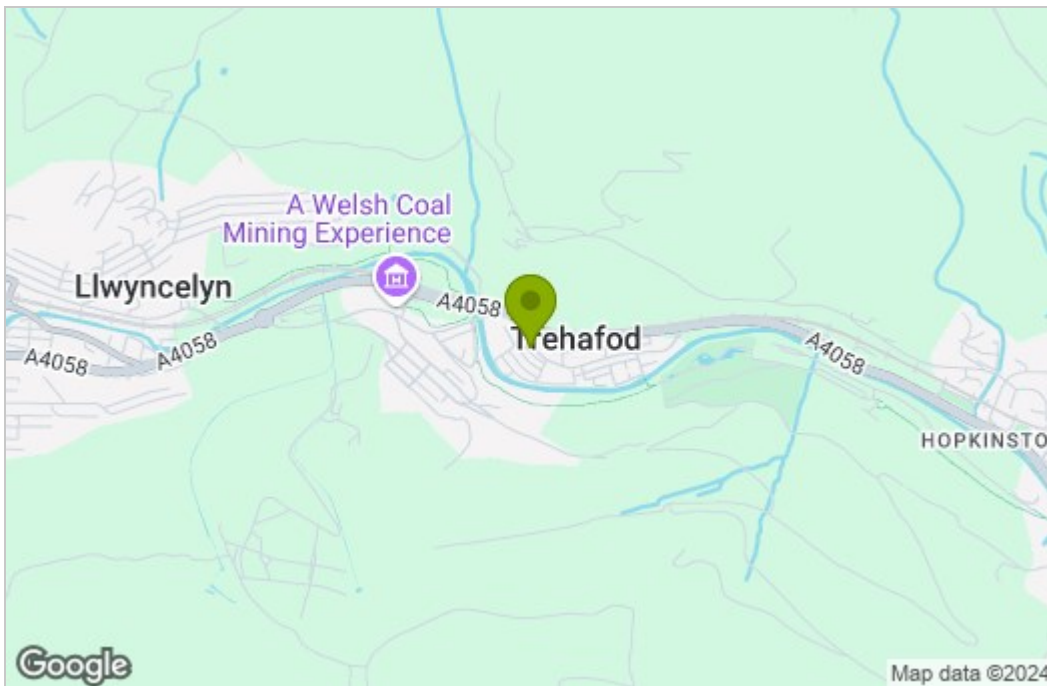 A Welsh Coal
Mining Experience
Llwyncelyn
A4058
Trehafod
A4058
A4058
A4058
HOPKINSTO
Google
Map data ©2024